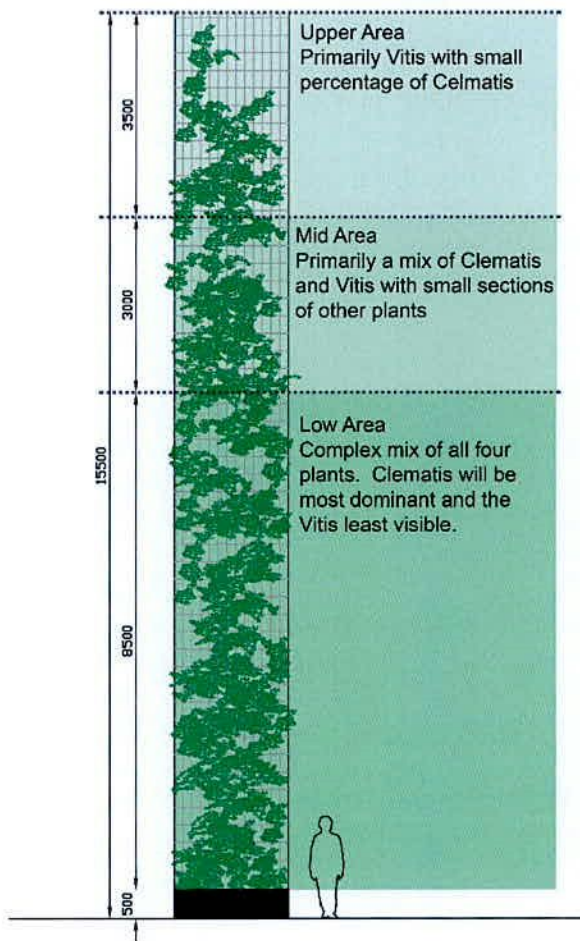 Upper Area
Primarily Vitis with small
percentage of Celmatis
3500
Mid Area
Primarily a mix of Clematis
and Vitis with small sections
of other plants
3000
15500
Low Area
Complex mix of all four
plants. Clematis will be
most dominant and the
Vitis least visible.
8500
500